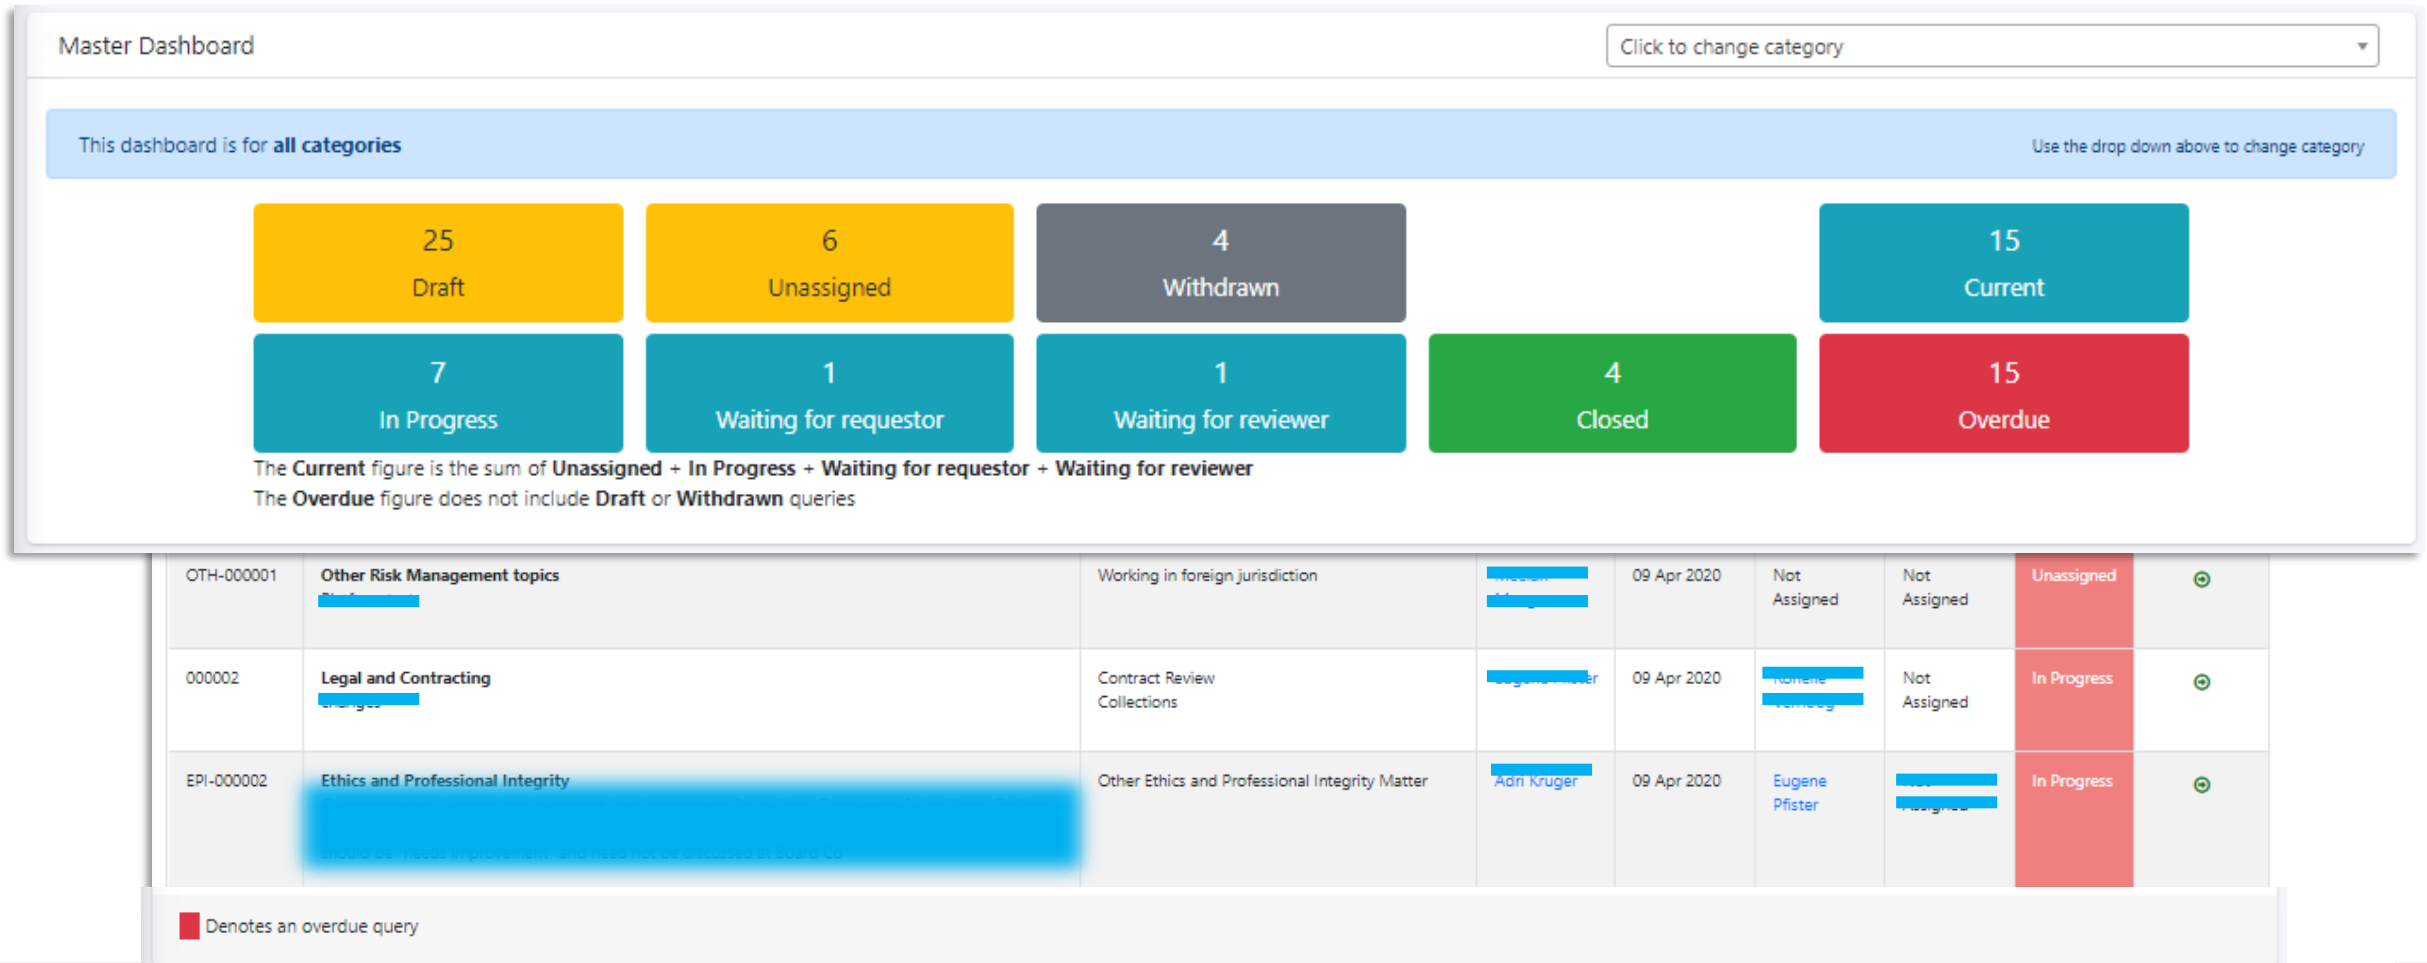 Master Dashboard
Click to change category
This dashboard is for all categories
Use the drop down above to change category
25
Draft
6
Unassigned
4
Withdrawn
15
Current
7
In Progress
1
Waiting for requestor
1
Waiting for reviewer
4
Closed
15
Overdue
The Current figure is the sum of Unassigned + In Progress + Waiting for requestor + Waiting for reviewer
The Overdue figure does not include Draft or Withdrawn queries
OTH-000001
Other Risk Management topics
Working in foreign jurisdiction
09 Apr 2020
Not
Assigned
Not
Assigned
Unassigned
000002
Legal and Contracting
Contract Review
Collections
09 Apr 2020
Not
Assigned
In Progress
EPI-000002
Ethics and Professional Integrity
Other Ethics and Professional Integrity Matter
Adri Kruger
09 Apr 2020
Eugene
Pfister
In Progress
Denotes an overdue query